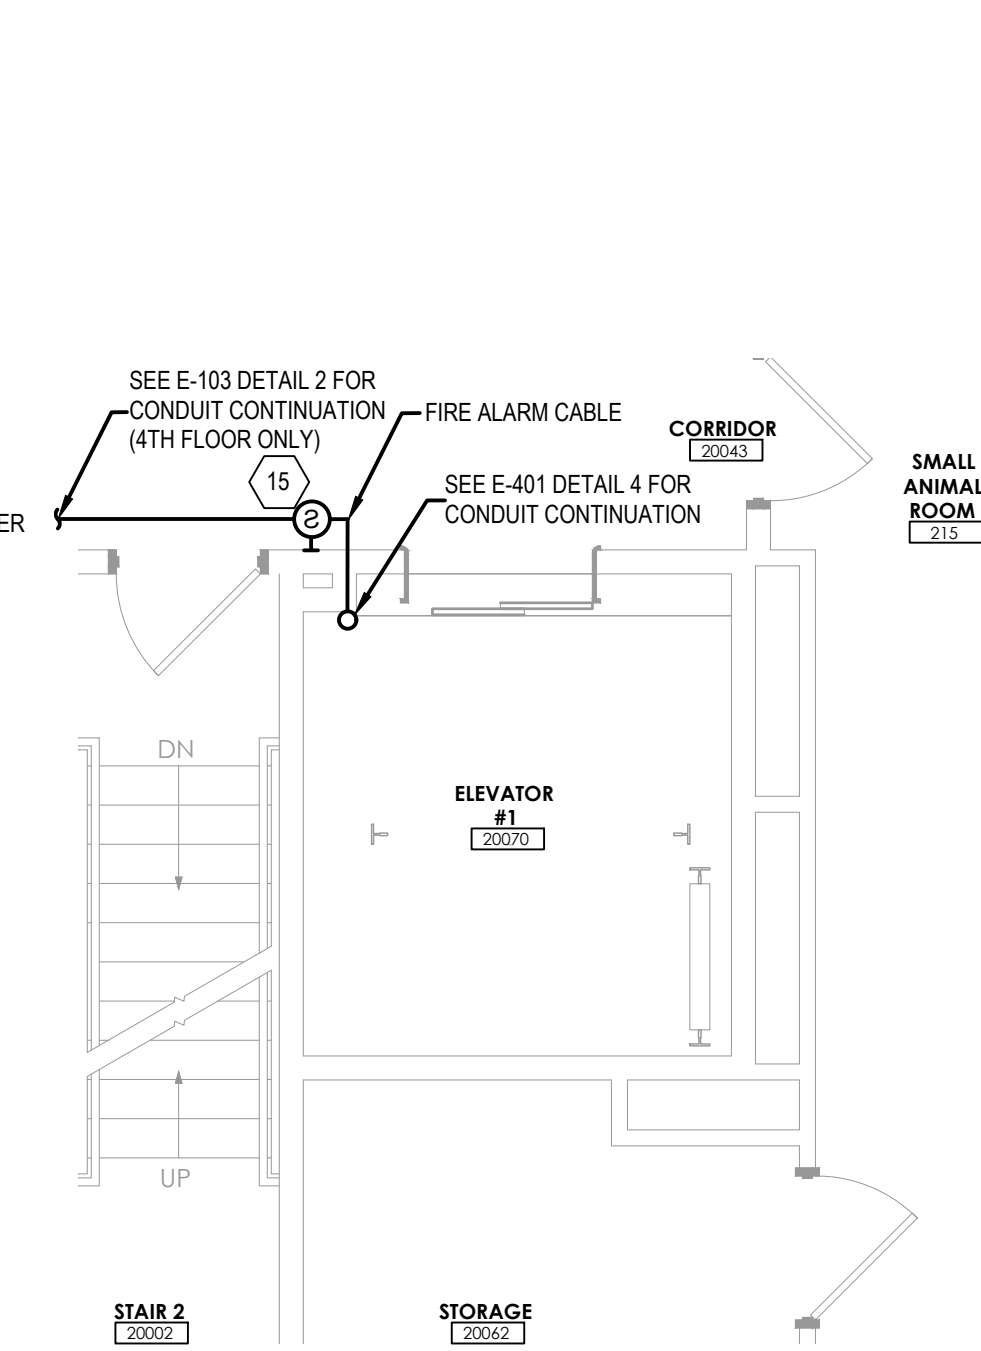 SEE E-103 DETAIL 2 FOR
CONDUIT CONTINUATION
(4TH FLOOR ONLY)
FIRE ALARM CABLE
15
S
SEE E-401 DETAIL 4 FOR
CONDUIT CONTINUATION
ER
CORRIDOR
20043
SMALL
ANIMAL
ROOM
215
DN
ELEVATOR
#1
20070
UP
STAIR 2
20002
STORAGE
20062